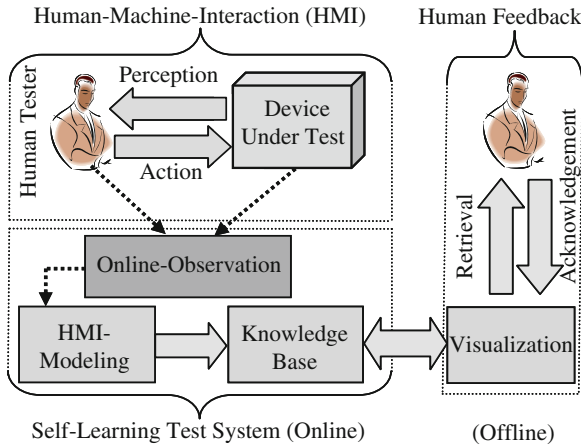 Human-Machine-Interaction (HMI)
Human Feedback
Human Tester
Perception
Action
Device
Under Test
Retrieval
Acknowledgement
Online-Observation
HMI-
Modeling
Knowledge
Base
Visualization
Self-Learning Test System (Online)
(Offline)